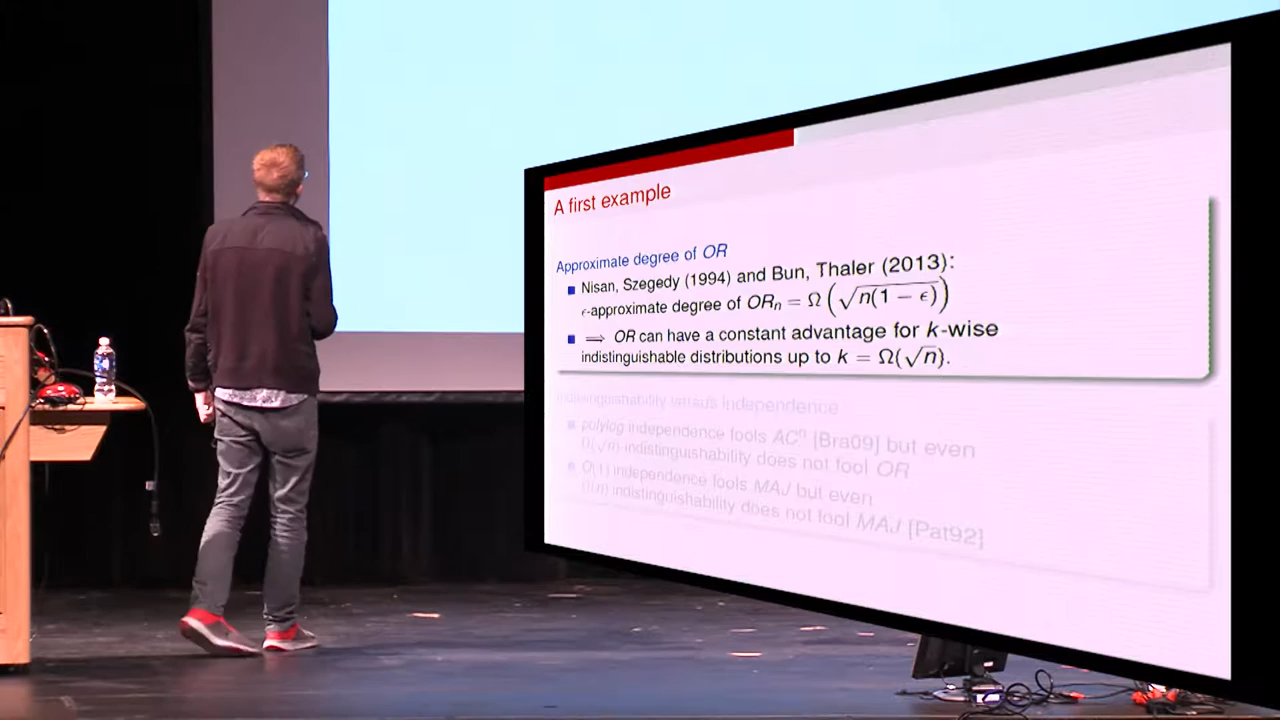 A first example
Approximate degree of OR
Nisan, Szegedy (1994) and Bun, Thaler (2013):
ϵ-approximate degree of ORₙ = Ω(√(n(1 − ϵ)))
⟹ OR can have a constant advantage for k-wise
indistinguishable distributions up to k = Ω(√n).
Indistinguishability versus independence
polylog independence fools AC⁰ [Bra09] but even
Ω(√n) indistinguishability does not fool OR
O(1) independence fools MAJ but even
Ω(n) indistinguishability does not fool MAJ [Pat92]